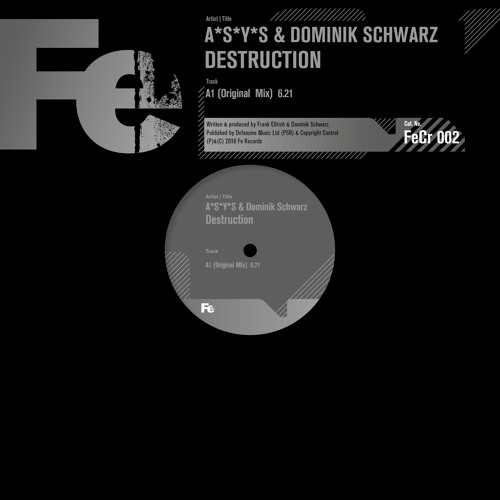 Fe
Artist | Title
A*S*Y*S & DOMINIK SCHWARZ
DESTRUCTION
Track
A1 (Original Mix) 6.21
Written & produced by Frank Ellrich & Dominik Schwarz.
Published by Defensive Music Ltd (PSR) & Copyright Control
(P)&(C) 2010 Fe Records
Cat. No.
FeCr 002
Artist | Title
A*S*Y*S & Dominik Schwarz
Destruction
Track
A1 (Original Mix) 6.21
Fe